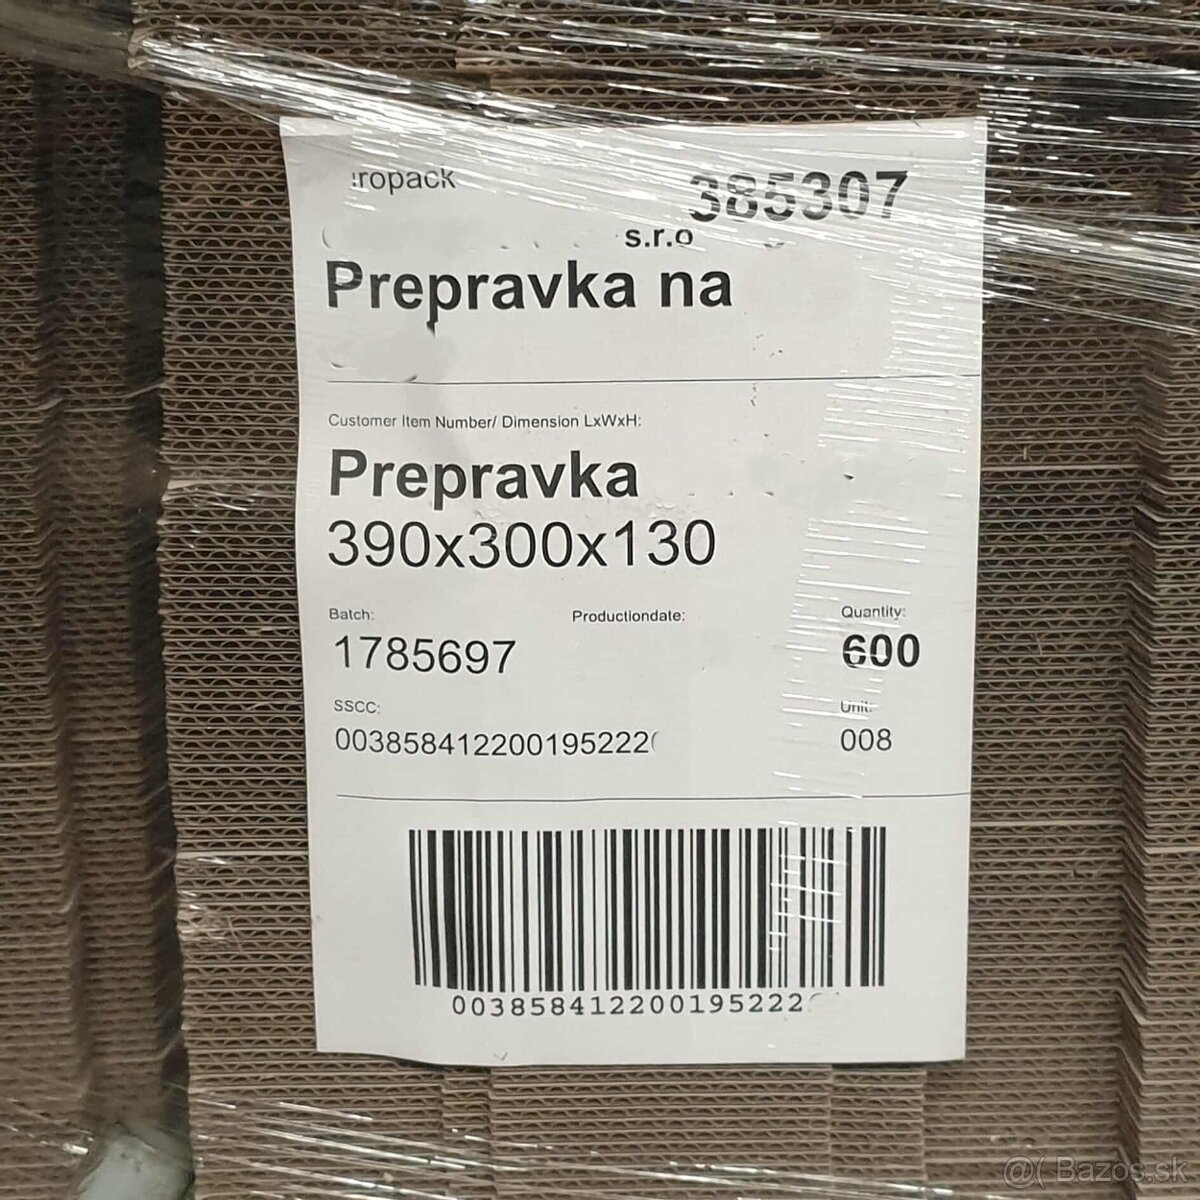 ropack
385307
s.r.o
Prepravka na
Customer Item Number/ Dimension LxWxH:
Prepravka
390x300x130
Batch: Productiondate: Quantity:
1785697 600
SSCC: Unit:
003858412200195222 008
003858412200195222
@( Bazos.sk